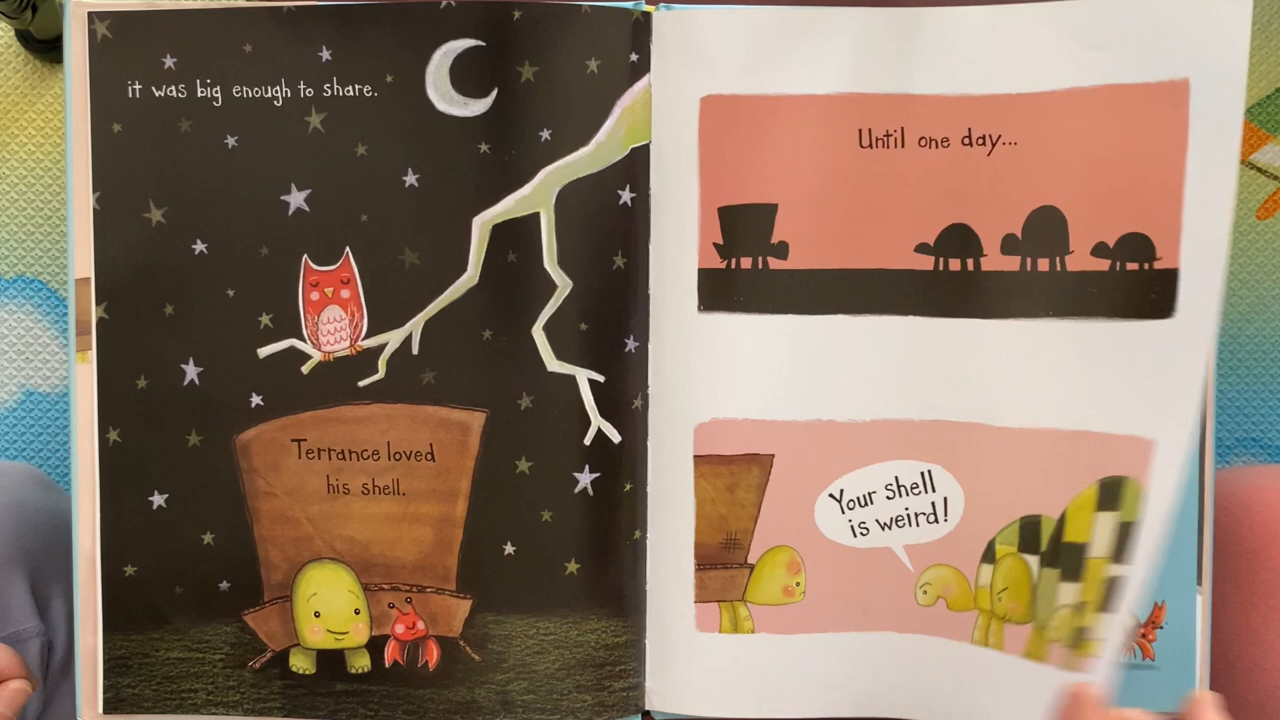 it was big enough to share.
Terrance loved
his shell.
Until one day...
Your shell
is weird!